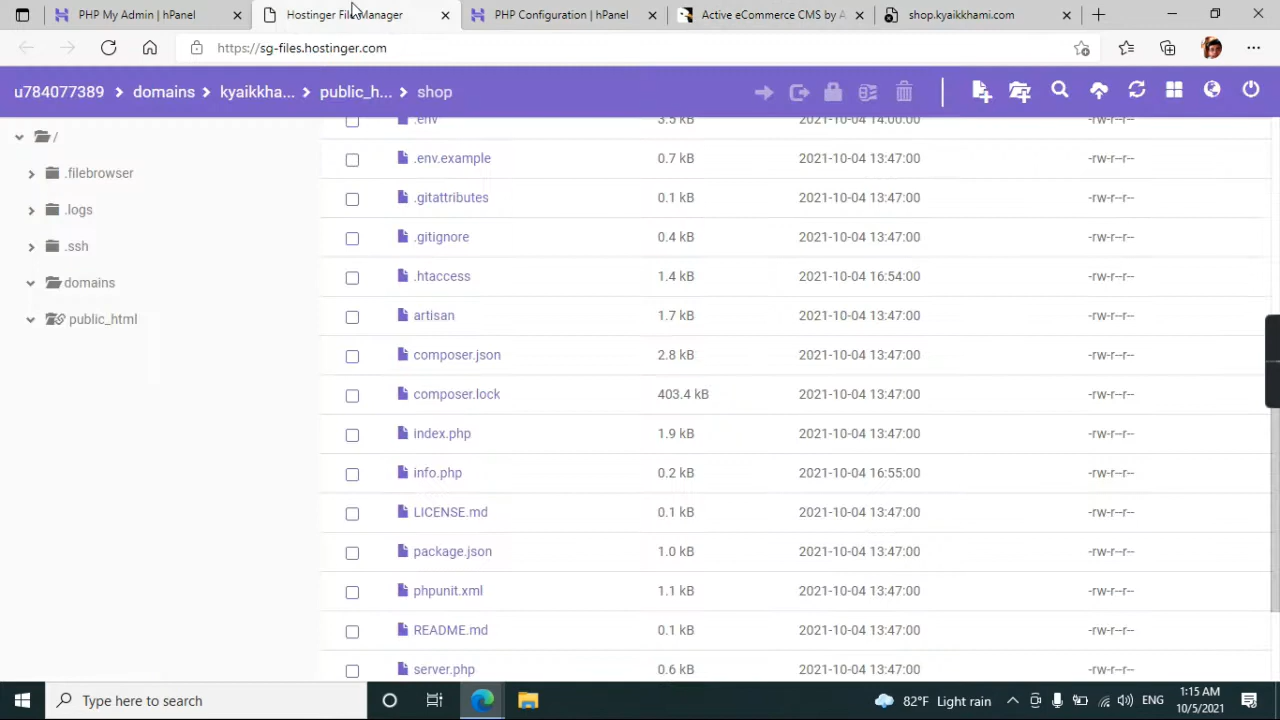 PHP My Admin | hPanel
Hostinger File Manager
PHP Configuration | hPanel
Active eCommerce CMS by A
shop.kyaikkhami.com
https://sg-files.hostinger.com
u784077389 > domains > kyaikkha... > public_h... > shop
/
.filebrowser
.logs
.ssh
domains
public_html
.env 3.5 kB 2021-10-04 14:00:00 -rw-r--r--
.env.example 0.7 kB 2021-10-04 13:47:00 -rw-r--r--
.gitattributes 0.1 kB 2021-10-04 13:47:00 -rw-r--r--
.gitignore 0.4 kB 2021-10-04 13:47:00 -rw-r--r--
.htaccess 1.4 kB 2021-10-04 16:54:00 -rw-r--r--
artisan 1.7 kB 2021-10-04 13:47:00 -rw-r--r--
composer.json 2.8 kB 2021-10-04 13:47:00 -rw-r--r--
composer.lock 403.4 kB 2021-10-04 13:47:00 -rw-r--r--
index.php 1.9 kB 2021-10-04 13:47:00 -rw-r--r--
info.php 0.2 kB 2021-10-04 16:55:00 -rw-r--r--
LICENSE.md 0.1 kB 2021-10-04 13:47:00 -rw-r--r--
package.json 1.0 kB 2021-10-04 13:47:00 -rw-r--r--
phpunit.xml 1.1 kB 2021-10-04 13:47:00 -rw-r--r--
README.md 0.1 kB 2021-10-04 13:47:00 -rw-r--r--
server.php 0.6 kB 2021-10-04 13:47:00 -rw-r--r--
Type here to search
82°F Light rain
ENG
1:15 AM
10/5/2021